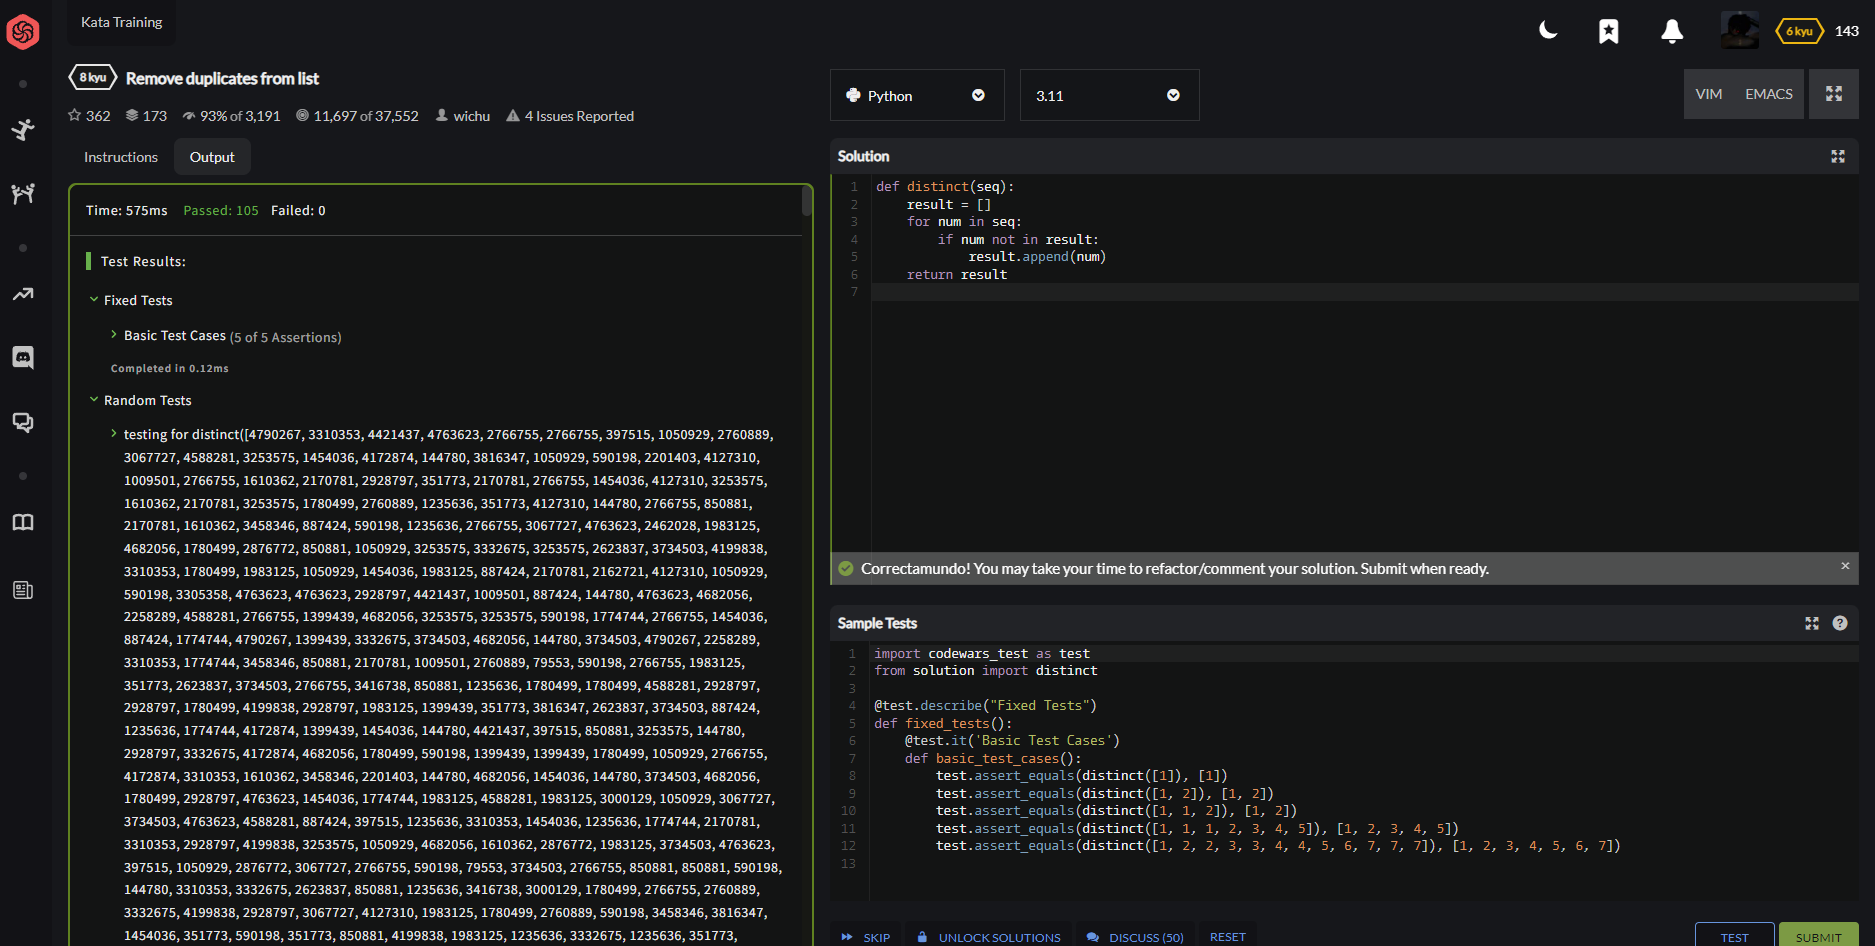 Kata Training
6 kyu 143
8 kyu Remove duplicates from list
362 173 93% of 3,191 11,697 of 37,552 wichu 4 Issues Reported
Instructions Output
Time: 575ms Passed: 105 Failed: 0
Test Results:
Fixed Tests
Basic Test Cases (5 of 5 Assertions)
Completed in 0.12ms
Random Tests
testing for distinct([4790267, 3310353, 4421437, 4763623, 2766755, 2766755, 397515, 1050929, 2760889,
3067727, 4588281, 3253575, 1454036, 4172874, 144780, 3816347, 1050929, 590198, 2201403, 4127310,
1009501, 2766755, 1610362, 2170781, 2928797, 351773, 2170781, 2766755, 1454036, 4127310, 3253575,
1610362, 2170781, 3253575, 1780499, 2760889, 1235636, 351773, 4127310, 144780, 2766755, 850881,
2170781, 1610362, 3458346, 887424, 590198, 1235636, 2766755, 3067727, 4763623, 2462028, 1983125,
4682056, 1780499, 2876772, 850881, 1050929, 3253575, 3332675, 3253575, 2623837, 3734503, 4199838,
3310353, 1780499, 1983125, 1050929, 1454036, 1983125, 887424, 2170781, 2162721, 4127310, 1050929,
590198, 3305358, 4763623, 4763623, 2928797, 4421437, 1009501, 887424, 144780, 4763623, 4682056,
2258289, 4588281, 2766755, 1399439, 4682056, 3253575, 3253575, 590198, 1774744, 2766755, 1454036,
887424, 1774744, 4790267, 1399439, 3332675, 3734503, 4682056, 144780, 3734503, 4790267, 2258289,
3310353, 1774744, 3458346, 850881, 2170781, 1009501, 2760889, 79553, 590198, 2766755, 1983125,
351773, 2623837, 3734503, 2766755, 3416738, 850881, 1235636, 1780499, 1780499, 4588281, 2928797,
2928797, 1780499, 4199838, 2928797, 1983125, 1399439, 351773, 3816347, 2623837, 3734503, 887424,
1235636, 1774744, 4172874, 1399439, 1454036, 144780, 4421437, 397515, 850881, 3253575, 144780,
2928797, 3332675, 4172874, 4682056, 1780499, 590198, 1399439, 1399439, 1780499, 1050929, 2766755,
4172874, 3310353, 1610362, 3458346, 2201403, 144780, 4682056, 1454036, 144780, 3734503, 4682056,
1780499, 2928797, 4763623, 1454036, 1774744, 1983125, 4588281, 1983125, 3000129, 1050929, 3067727,
3734503, 4763623, 4588281, 887424, 397515, 1235636, 3310353, 1454036, 1235636, 1774744, 2170781,
3310353, 2928797, 4199838, 3253575, 1050929, 4682056, 1610362, 2876772, 1983125, 3734503, 4763623,
397515, 1050929, 2876772, 3067727, 2766755, 590198, 79553, 3734503, 2766755, 850881, 850881, 590198,
144780, 3310353, 3332675, 2623837, 850881, 1235636, 3416738, 3000129, 1780499, 2766755, 2760889,
3332675, 4199838, 2928797, 3067727, 4127310, 1983125, 1780499, 2760889, 590198, 3458346, 3816347,
1454036, 351773, 590198, 351773, 850881, 4199838, 1983125, 1235636, 3332675, 1235636, 351773,
Python 3.11 VIM EMACS
Solution
1 def distinct(seq):
2 result = []
3 for num in seq:
4 if num not in result:
5 result.append(num)
6 return result
7
Correctamundo! You may take your time to refactor/comment your solution. Submit when ready. ×
Sample Tests ?
1 import codewars_test as test
2 from solution import distinct
3
4 @test.describe("Fixed Tests")
5 def fixed_tests():
6 @test.it('Basic Test Cases')
7 def basic_test_cases():
8 test.assert_equals(distinct([1]), [1])
9 test.assert_equals(distinct([1, 2]), [1, 2])
10 test.assert_equals(distinct([1, 1, 2]), [1, 2])
11 test.assert_equals(distinct([1, 1, 1, 2, 3, 4, 5]), [1, 2, 3, 4, 5])
12 test.assert_equals(distinct([1, 2, 2, 3, 3, 4, 4, 5, 6, 7, 7, 7]), [1, 2, 3, 4, 5, 6, 7])
13
SKIP UNLOCK SOLUTIONS DISCUSS (50) RESET TEST SUBMIT